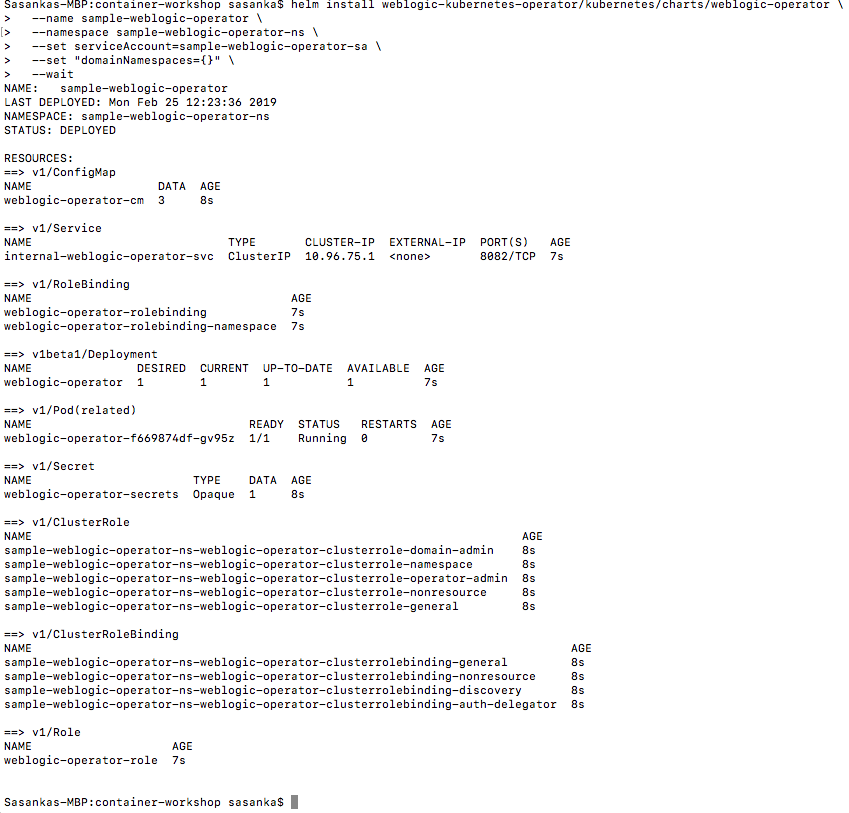 Sasankas-MBP:container-workshop sasanka$ helm install weblogic-kubernetes-operator/kubernetes/charts/weblogic-operator \
>   --name sample-weblogic-operator \
>   --namespace sample-weblogic-operator-ns \
>   --set serviceAccount=sample-weblogic-operator-sa \
>   --set "domainNamespaces={}" \
>   --wait
NAME:   sample-weblogic-operator
LAST DEPLOYED: Mon Feb 25 12:23:36 2019
NAMESPACE: sample-weblogic-operator-ns
STATUS: DEPLOYED

RESOURCES:
==> v1/ConfigMap
NAME                  DATA  AGE
weblogic-operator-cm  3     8s

==> v1/Service
NAME                            TYPE       CLUSTER-IP  EXTERNAL-IP  PORT(S)   AGE
internal-weblogic-operator-svc  ClusterIP  10.96.75.1  <none>       8082/TCP  7s

==> v1/RoleBinding
NAME                                     AGE
weblogic-operator-rolebinding            7s
weblogic-operator-rolebinding-namespace  7s

==> v1beta1/Deployment
NAME               DESIRED  CURRENT  UP-TO-DATE  AVAILABLE  AGE
weblogic-operator  1        1        1           1          7s

==> v1/Pod(related)
NAME                               READY  STATUS   RESTARTS  AGE
weblogic-operator-f669874df-gv95z  1/1    Running  0         7s

==> v1/Secret
NAME                       TYPE    DATA  AGE
weblogic-operator-secrets  Opaque  1     8s

==> v1/ClusterRole
NAME                                                                      AGE
sample-weblogic-operator-ns-weblogic-operator-clusterrole-domain-admin    8s
sample-weblogic-operator-ns-weblogic-operator-clusterrole-namespace       8s
sample-weblogic-operator-ns-weblogic-operator-clusterrole-operator-admin  8s
sample-weblogic-operator-ns-weblogic-operator-clusterrole-nonresource     8s
sample-weblogic-operator-ns-weblogic-operator-clusterrole-general         8s

==> v1/ClusterRoleBinding
NAME                                                                             AGE
sample-weblogic-operator-ns-weblogic-operator-clusterrolebinding-general         8s
sample-weblogic-operator-ns-weblogic-operator-clusterrolebinding-nonresource     8s
sample-weblogic-operator-ns-weblogic-operator-clusterrolebinding-discovery       8s
sample-weblogic-operator-ns-weblogic-operator-clusterrolebinding-auth-delegator  8s

==> v1/Role
NAME                    AGE
weblogic-operator-role  7s

Sasankas-MBP:container-workshop sasanka$